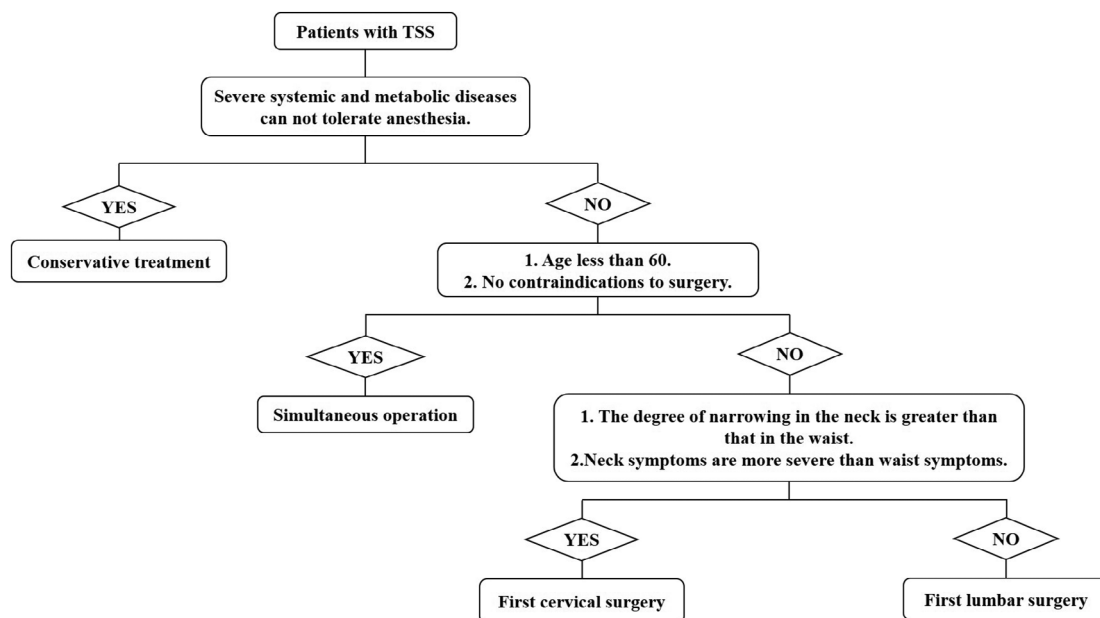 Patients with TSS
Severe systemic and metabolic diseases
can not tolerate anesthesia.
YES
NO
Conservative treatment
1. Age less than 60.
2. No contraindications to surgery.
YES
NO
Simultaneous operation
1. The degree of narrowing in the neck is greater than
that in the waist.
2.Neck symptoms are more severe than waist symptoms.
YES
NO
First cervical surgery
First lumbar surgery